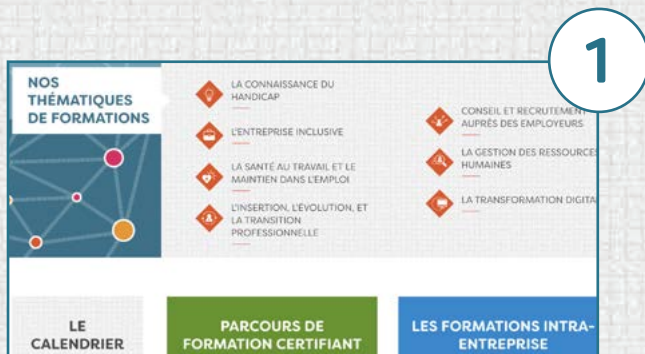 1
NOS
THÉMATIQUES
DE FORMATIONS
LA CONNAISSANCE DU
HANDICAP
L'ENTREPRISE INCLUSIVE
LA SANTÉ AU TRAVAIL ET LE
MAINTIEN DANS L'EMPLOI
L'INSERTION, L'ÉVOLUTION, ET
LA TRANSITION
PROFESSIONNELLE
CONSEIL ET RECRUTEMENT
AUPRÈS DES EMPLOYEURS
LA GESTION DES RESSOURCES
HUMAINES
LA TRANSFORMATION DIGITA
LE
CALENDRIER
PARCOURS DE
FORMATION CERTIFIANT
LES FORMATIONS INTRA-
ENTREPRISE